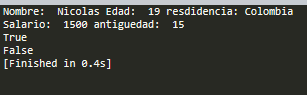 Nombre:  Nicolas Edad:  19 resdidencia: Colombia
Salario:  1500 antiguedad:  15
True
False
[Finished in 0.4s]